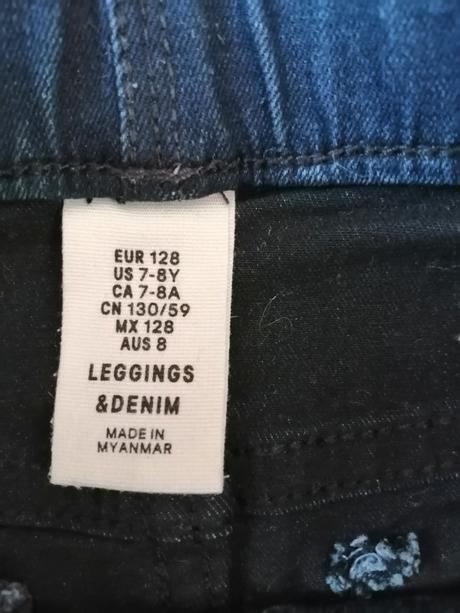 EUR 128
US 7-8Y
CA 7-8A
CN 130/59
MX 128
AUS 8
LEGGINGS
&DENIM
MADE IN
MYANMAR